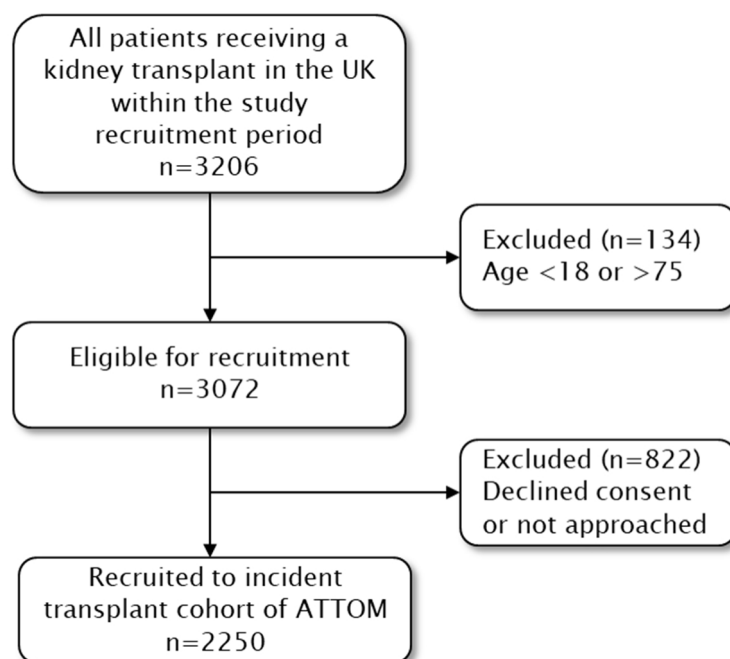 All patients receiving a
kidney transplant in the UK
within the study
recruitment period
n=3206
Excluded (n=134)
Age <18 or >75
Eligible for recruitment
n=3072
Excluded (n=822)
Declined consent
or not approached
Recruited to incident
transplant cohort of ATTOM
n=2250